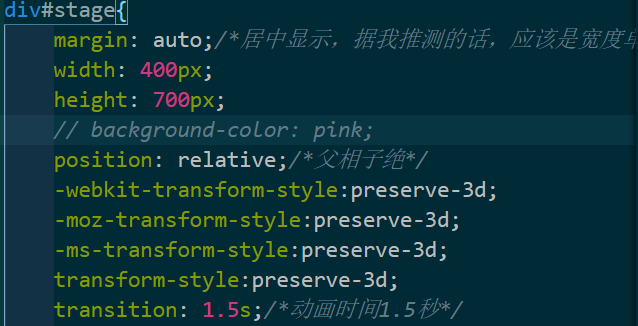 div#stage{
margin: auto;/*居中显示，据我推测的话，应该是宽度
width: 400px;
height: 700px;
// background-color: pink;
position: relative;/*父相子绝*/
-webkit-transform-style:preserve-3d;
-moz-transform-style:preserve-3d;
-ms-transform-style:preserve-3d;
transform-style:preserve-3d;
transition: 1.5s;/*动画时间1.5秒*/